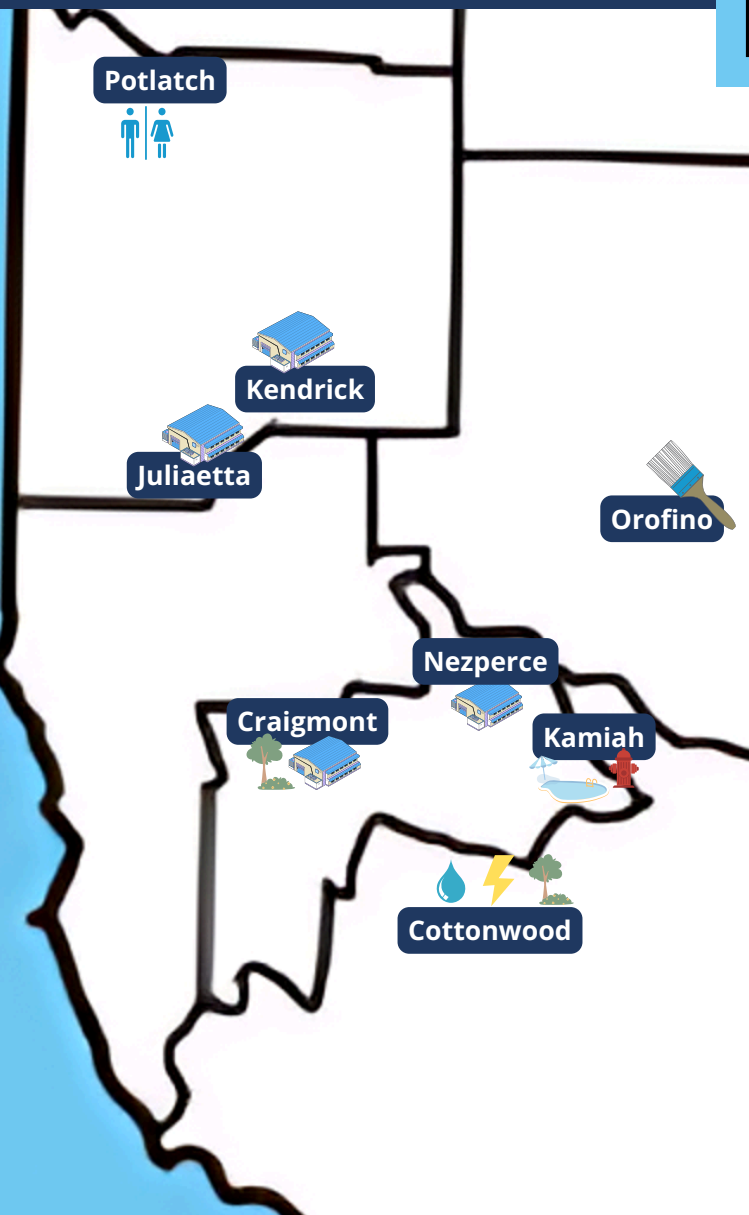 Potlatch
Kendrick
Juliaetta
Orofino
Nezperce
Craigmont
Kamiah
Cottonwood